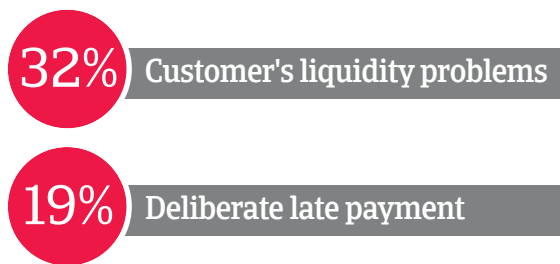 32% Customer's liquidity problems
19% Deliberate late payment